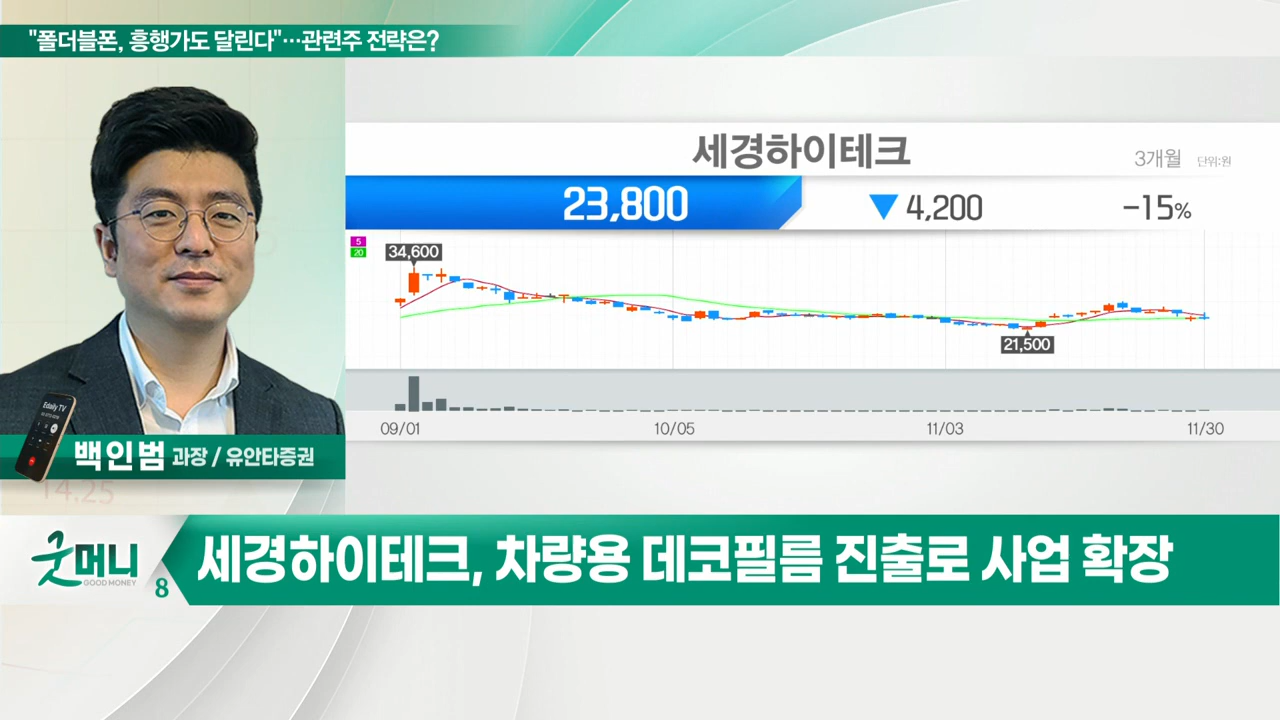 "폴더블폰, 흥행가도 달린다"…관련주 전략은?
세경하이테크
3개월 단위:원
23,800 ▼ 4,200 -15%
5
20
34,600
21,500
09/01 10/05 11/03 11/30
Edaily TV
백인범 과장 / 유안타증권
14.25
굿머니
GOOD MONEY
8
세경하이테크, 차량용 데코필름 진출로 사업 확장